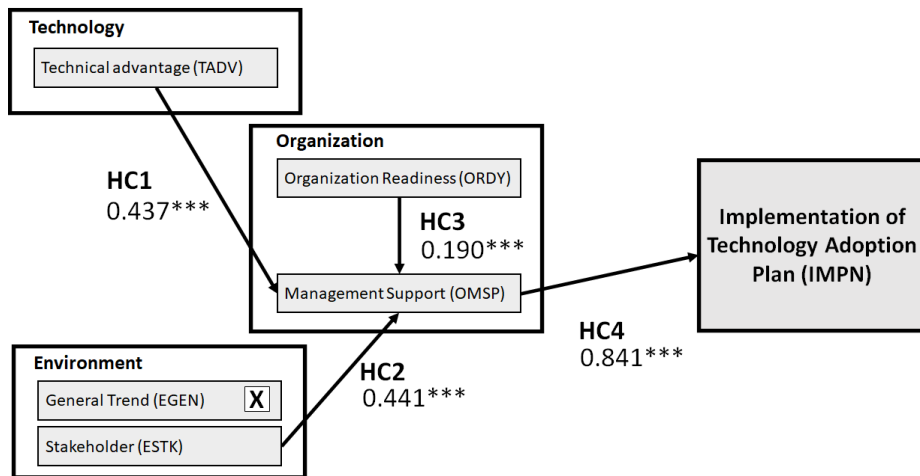 Technology
Technical advantage (TADV)
Organization
Organization Readiness (ORDY)
HC1
0.437***
HC3
0.190***
Management Support (OMSP)
Implementation of
Technology Adoption
Plan (IMPN)
HC4
0.841***
Environment
General Trend (EGEN)
X
Stakeholder (ESTK)
HC2
0.441***